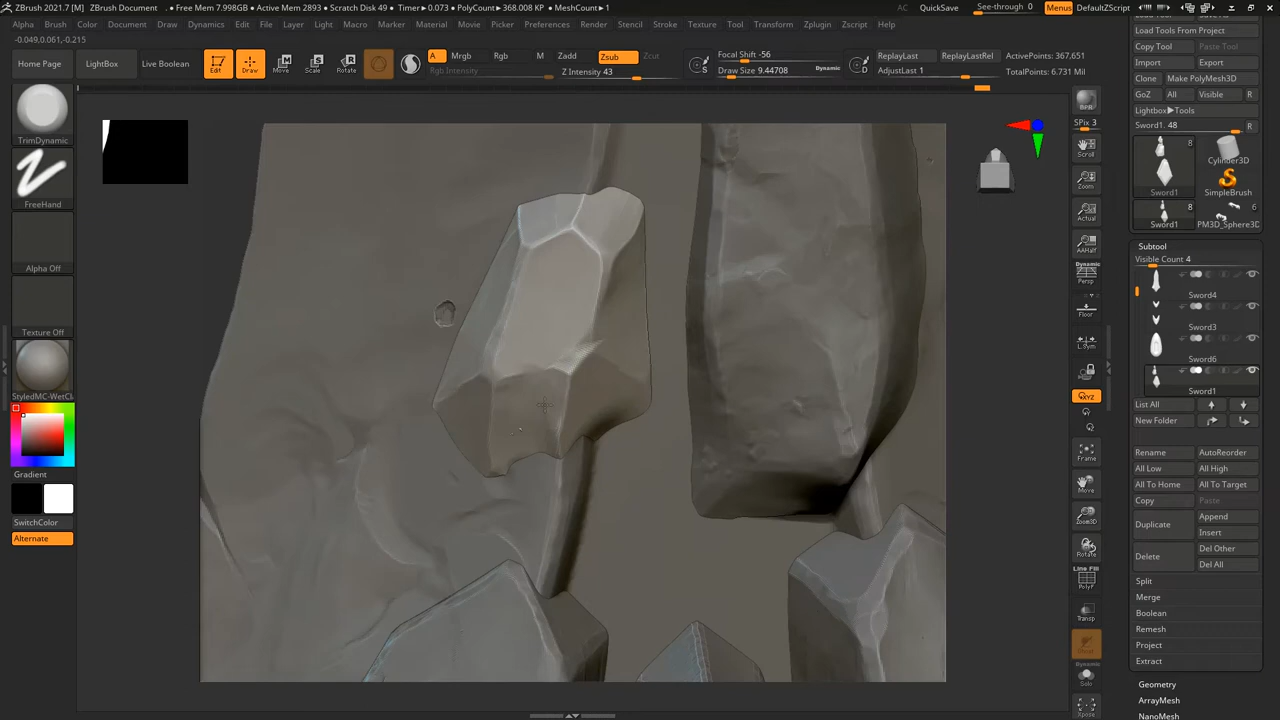 ZBrush 2021.7 [M] ZBrush Document • Free Mem 7.998GB • Active Mem 2893 • Scratch Disk 49 • Timer▶0.073 • PolyCount▶368.008 KP • MeshCount▶1 AC QuickSave See-through 0 Menus DefaultZScript
Alpha Brush Color Document Draw Dynamics Edit File Layer Light Macro Marker Material Movie Picker Preferences Render Stencil Stroke Texture Tool Transform Zplugin Zscript Help
-0.049,0.061,-0.215
Home Page LightBox Live Boolean Edit Draw Move Scale Rotate
A Mrgb Rgb M Zadd Zsub Zcut
Rgb Intensity Z Intensity 43
S Focal Shift -56
Draw Size 9.44708 Dynamic
D ReplayLast ReplayLastRel
AdjustLast 1
ActivePoints: 367,651
TotalPoints: 6.731 Mil
TrimDynamic
FreeHand
Alpha Off
Texture Off
StyledMC-WetCl
Gradient
SwitchColor
Alternate
BPR
SPix 3
Scroll
Zoom
Actual
AAHalf
Dynamic
Persp
Floor
L.Sym
XYZ
Frame
Move
Zoom3D
Rotate
Line Fill
PolyF
Transp
Dynamic
Solo
Xpose
Load Tools From Project
Copy Tool Paste Tool
Import Export
Clone Make PolyMesh3D
GoZ All Visible R
Lightbox▶Tools
Sword1. 48 R
8
Cylinder3D
Sword1 SimpleBrush
8 6
Sword1 PM3D_Sphere3D
Subtool
Visible Count 4
Sword4
Sword3
Sword6
Sword1
List All
New Folder
Rename AutoReorder
All Low All High
All To Home All To Target
Copy Paste
Duplicate Append
Insert
Delete Del Other
Del All
Split
Merge
Boolean
Remesh
Project
Extract
Geometry
ArrayMesh
NanoMesh